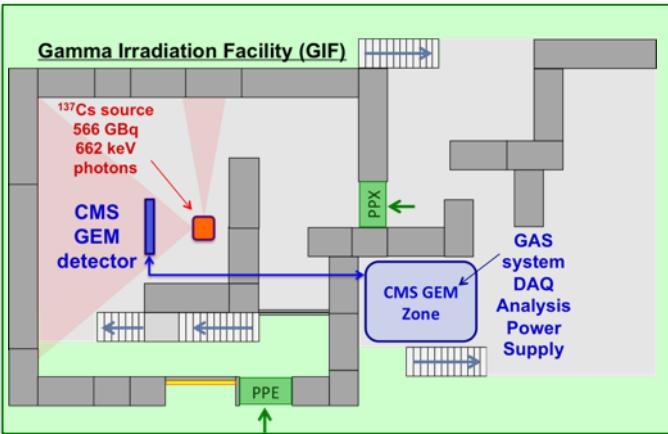 Gamma Irradiation Facility (GIF)
¹³⁷Cs source
566 GBq
662 keV
photons
CMS
GEM
detector
PPX
GAS
system
DAQ
Analysis
Power
Supply
CMS GEM
Zone
PPE